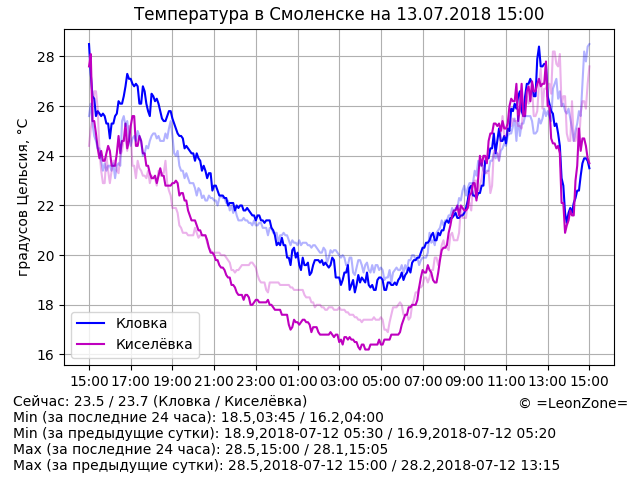 Температура в Смоленске на 13.07.2018 15:00
градусов Цельсия, °C
28
26
24
22
20
18
16
Кловка
Киселёвка
15:00 17:00 19:00 21:00 23:00 01:00 03:00 05:00 07:00 09:00 11:00 13:00 15:00
Сейчас: 23.5 / 23.7 (Кловка / Киселёвка)
© =LeonZone=
Min (за последние 24 часа): 18.5,03:45 / 16.2,04:00
Min (за предыдущие сутки): 18.9,2018-07-12 05:30 / 16.9,2018-07-12 05:20
Max (за последние 24 часа): 28.5,15:00 / 28.1,15:05
Max (за предыдущие сутки): 28.5,2018-07-12 15:00 / 28.2,2018-07-12 13:15